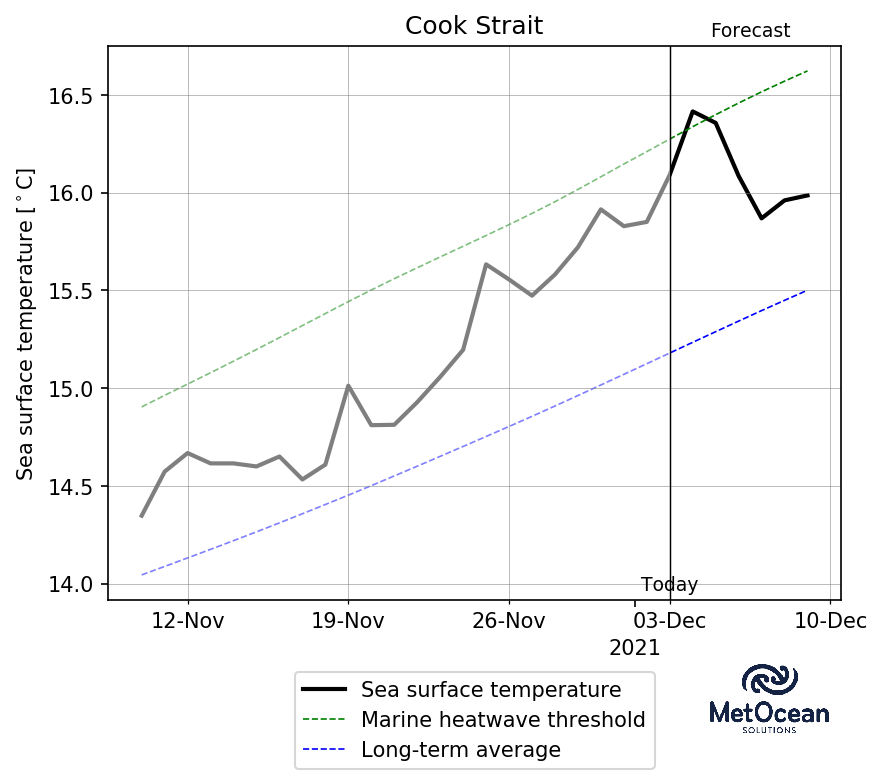 Cook Strait
Forecast
Sea surface temperature [°C]
16.5
16.0
15.5
15.0
14.5
14.0
Today
12-Nov 19-Nov 26-Nov 03-Dec 10-Dec
2021
Sea surface temperature
Marine heatwave threshold
Long-term average
MetOcean
SOLUTIONS